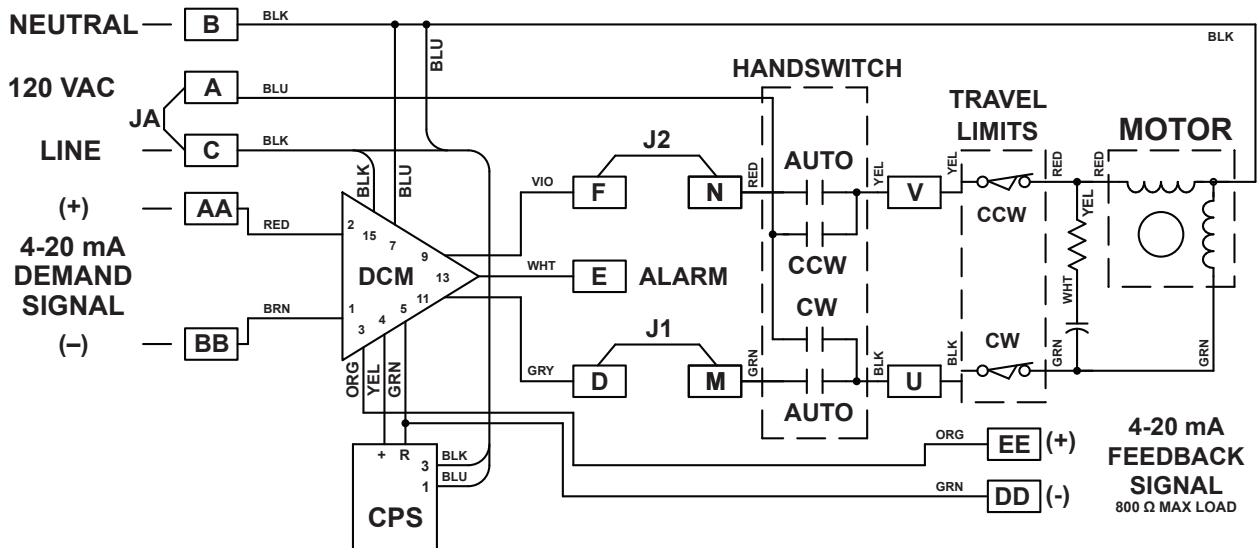 NEUTRAL
B
BLK
BLU
BLK
120 VAC
A
BLU
JA
HANDSWITCH
TRAVEL
LIMITS
MOTOR
LINE
C
BLK
BLK
BLU
J2
AUTO
VIO
F
N
RED
YEL
V
YEL
RED
RED
YEL
CCW
CCW
(+)
AA
RED
4-20 mA
DEMAND
SIGNAL
(–)
BB
BRN
2
15
7
9
DCM
13
11
1
3
4
5
WHT
E
ALARM
CW
J1
GRY
D
M
GRN
AUTO
BLK
U
BLK
CW
WHT
GRN
GRN
ORG
YEL
GRN
+
R
3
BLK
1
BLU
CPS
ORG
EE
(+)
GRN
DD
(-)
4-20 mA
FEEDBACK
SIGNAL
800 Ω MAX LOAD